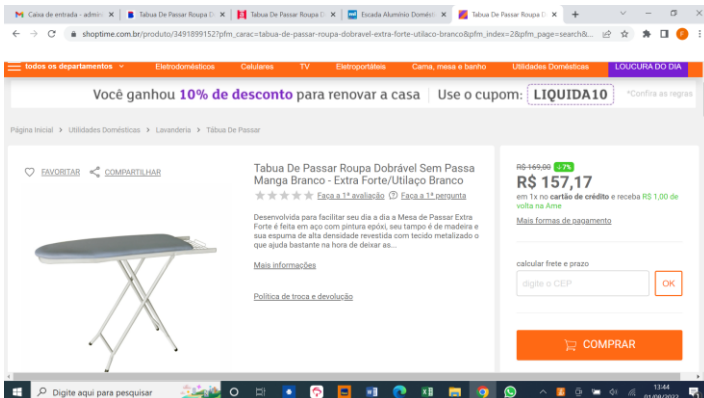 Caixa de entrada - admin
Tabua De Passar Roupa D
Tabua De Passar Roupa D
Escada Alumínio Domést
Tabua De Passar Roupa D
shoptime.com.br/produto/3491899152?pfm_carac=tabua-de-passar-roupa-dobravel-extra-forte-utilaco-branco&pfm_index=2&pfm_page=search&...
todos os departamentos
Eletrodomésticos
Celulares
TV
Eletroportáteis
Cama, mesa e banho
Utilidades Domésticas
LOUCURA DO DIA
Você ganhou 10% de desconto para renovar a casa | Use o cupom: LIQUIDA10
*Confira as regras
Página Inicial > Utilidades Domésticas > Lavanderia > Tábua De Passar
FAVORITAR
COMPARTILHAR
Tabua De Passar Roupa Dobrável Sem Passa
Manga Branco - Extra Forte/Utilaço Branco
Faça a 1ª avaliação
Faça a 1ª pergunta
Desenvolvida para facilitar seu dia a dia a Mesa de Passar Extra
Forte é feita em aço com pintura epóxi, seu tampo é de madeira e
sua espuma de alta densidade revestida com tecido metalizado o
que ajuda bastante na hora de deixar as...
Mais informações
Política de troca e devolução
R$ 169,00
7%
R$ 157,17
em 1x no cartão de crédito e receba R$ 1,00 de
volta na Ame
Mais formas de pagamento
calcular frete e prazo
digite o CEP
OK
COMPRAR
Digite aqui para pesquisar
13:44
01/08/2022